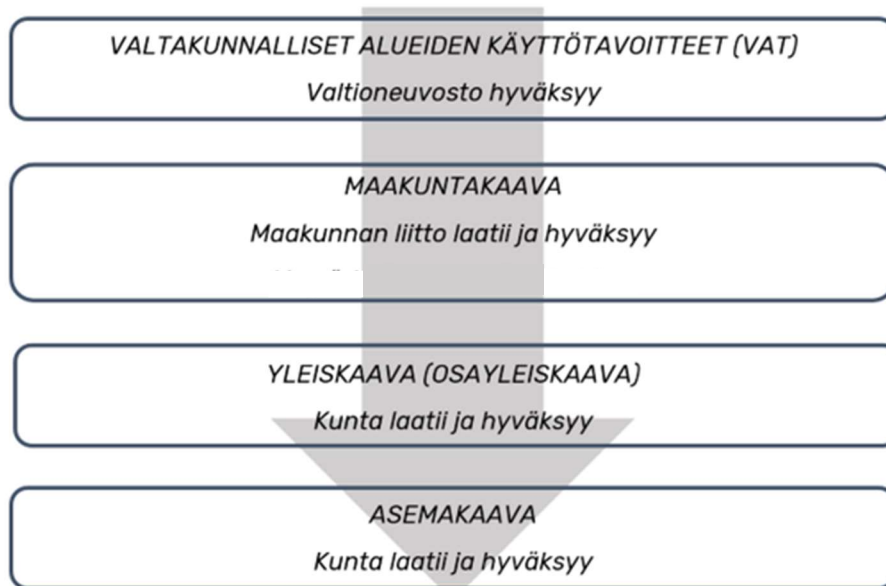 VALTAKUNNALLISET ALUEIDEN KÄYTTÖTAVOITTEET (VAT)
Valtioneuvosto hyväksyy
MAAKUNTAKAAVA
Maakunnan liitto laatii ja hyväksyy
YLEISKAAVA (OSAYLEISKAAVA)
Kunta laatii ja hyväksyy
ASEMAKAAVA
Kunta laatii ja hyväksyy